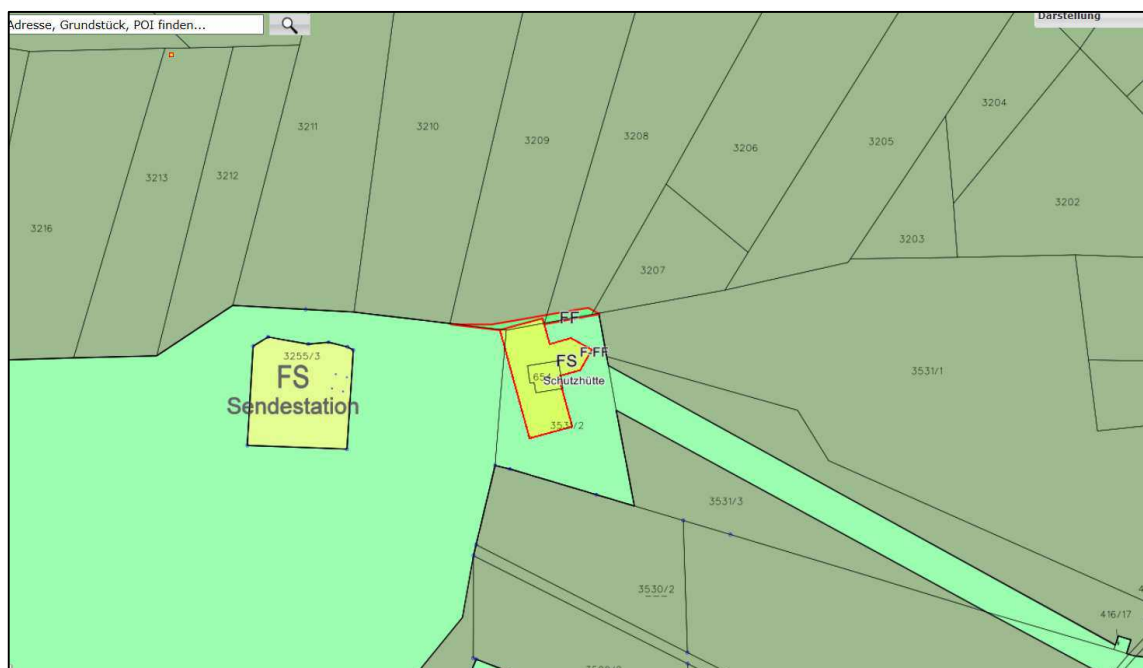 Adresse, Grundstück, POI finden...
Darstellung
3204
3211
3210
3209
3208
3206
3205
3213
3212
3202
3216
3203
3207
FF
F-FF
3255/3
FS
FS
3531/1
654
Schutzhütte
Sendestation
3531/2
3531/3
3530/2
416/17